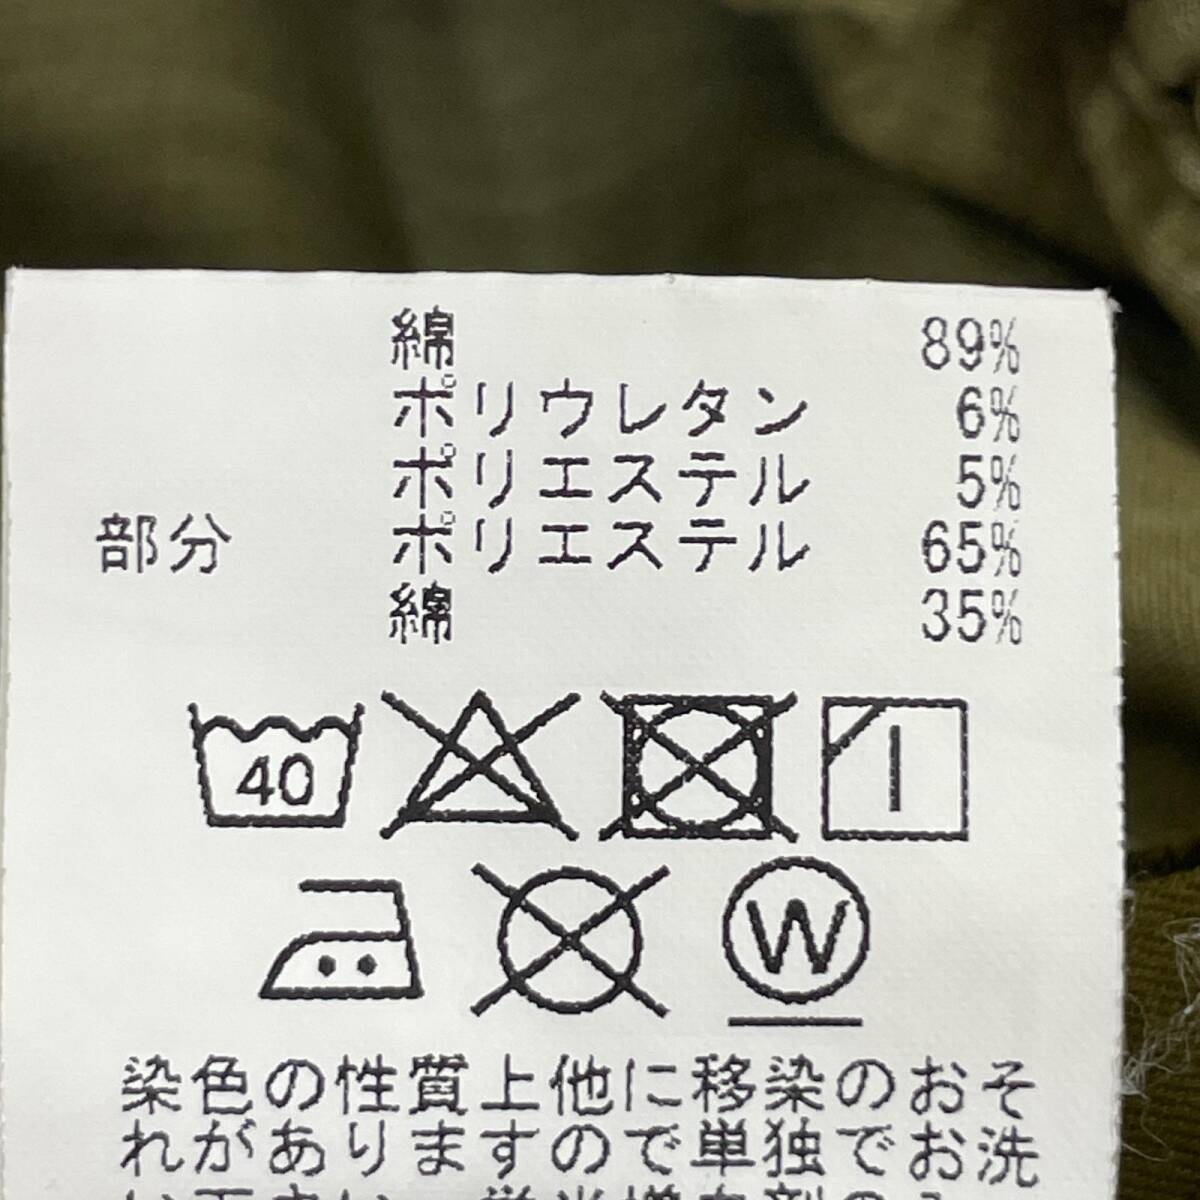 綿 89%
ポリウレタン 6%
ポリエステル 5%
部分 ポリエステル 65%
綿 35%
40
W
染色の性質上他に移染のおそ
れがありますので単独でお洗